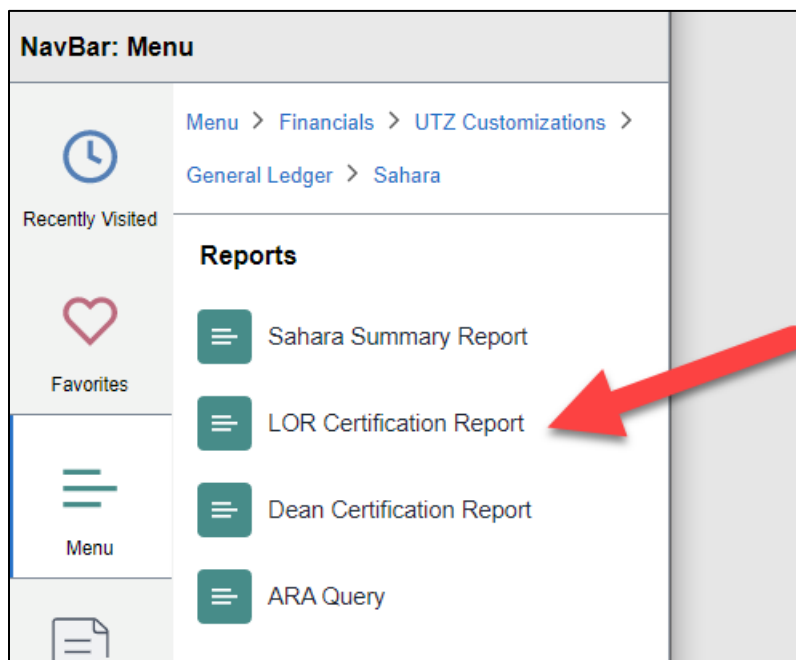 NavBar: Menu
Menu > Financials > UTZ Customizations >
General Ledger > Sahara
Recently Visited
Reports
Sahara Summary Report
Favorites
LOR Certification Report
Dean Certification Report
Menu
ARA Query